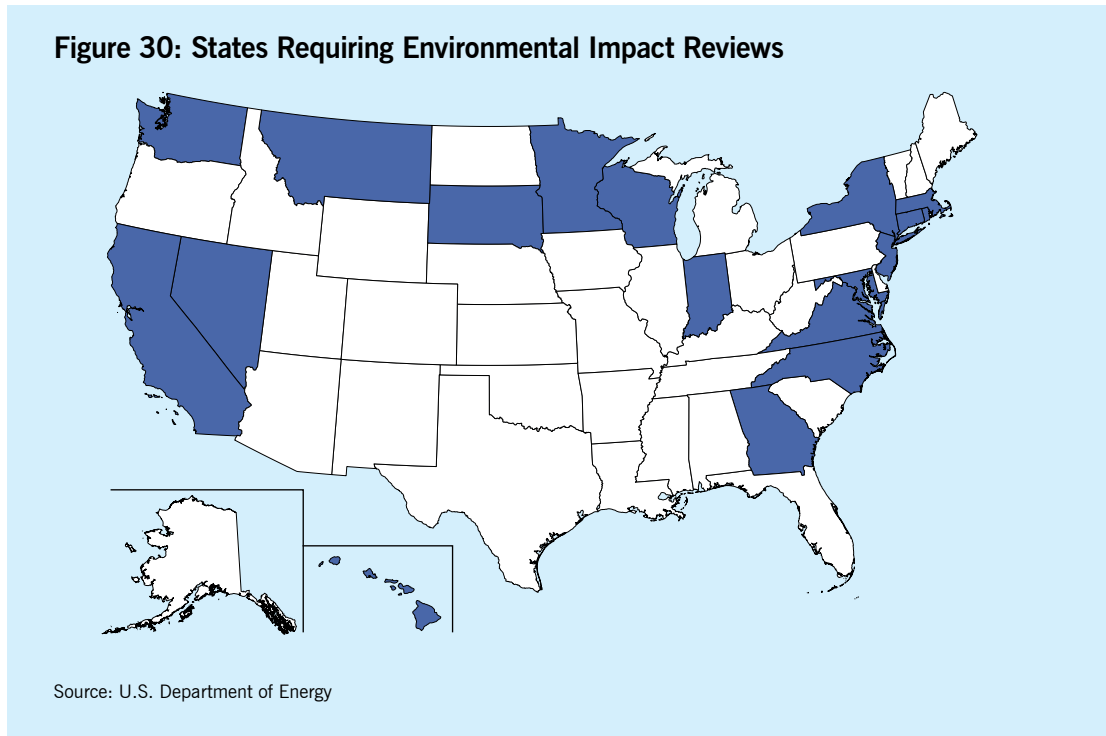 Figure 30: States Requiring Environmental Impact Reviews
Source: U.S. Department of Energy